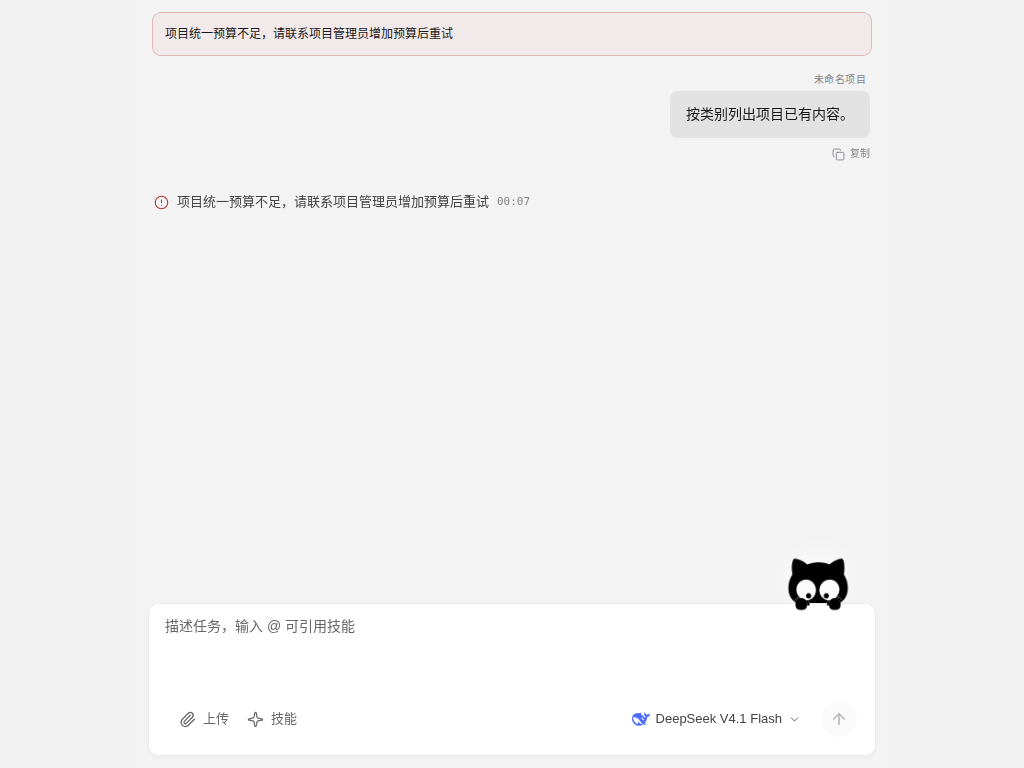 项目统一预算不足，请联系项目管理员增加预算后重试
未命名项目
按类别列出项目已有内容。
复制
项目统一预算不足，请联系项目管理员增加预算后重试 00:07
描述任务，输入 @ 可引用技能
上传 技能 DeepSeek V4.1 Flash